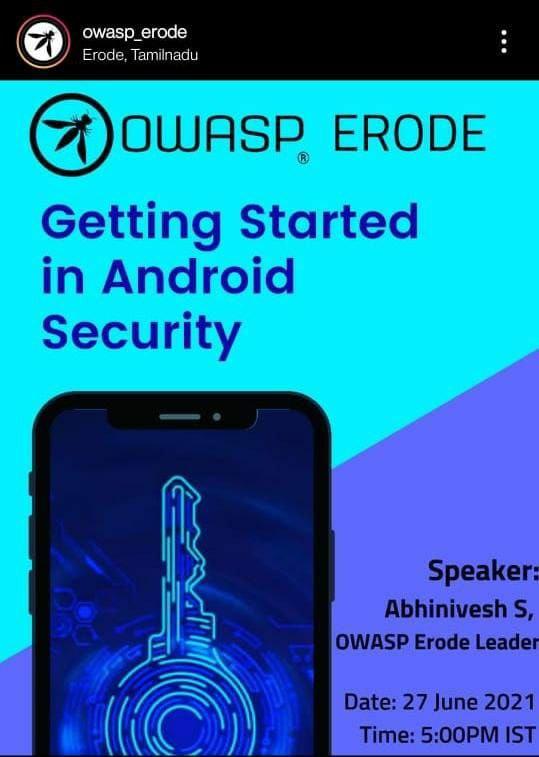 owasp_erode
Erode, Tamilnadu
OWASP® ERODE
Getting Started
in Android
Security
Speaker:
Abhinivesh S,
OWASP Erode Leader
Date: 27 June 2021
Time: 5:00PM IST